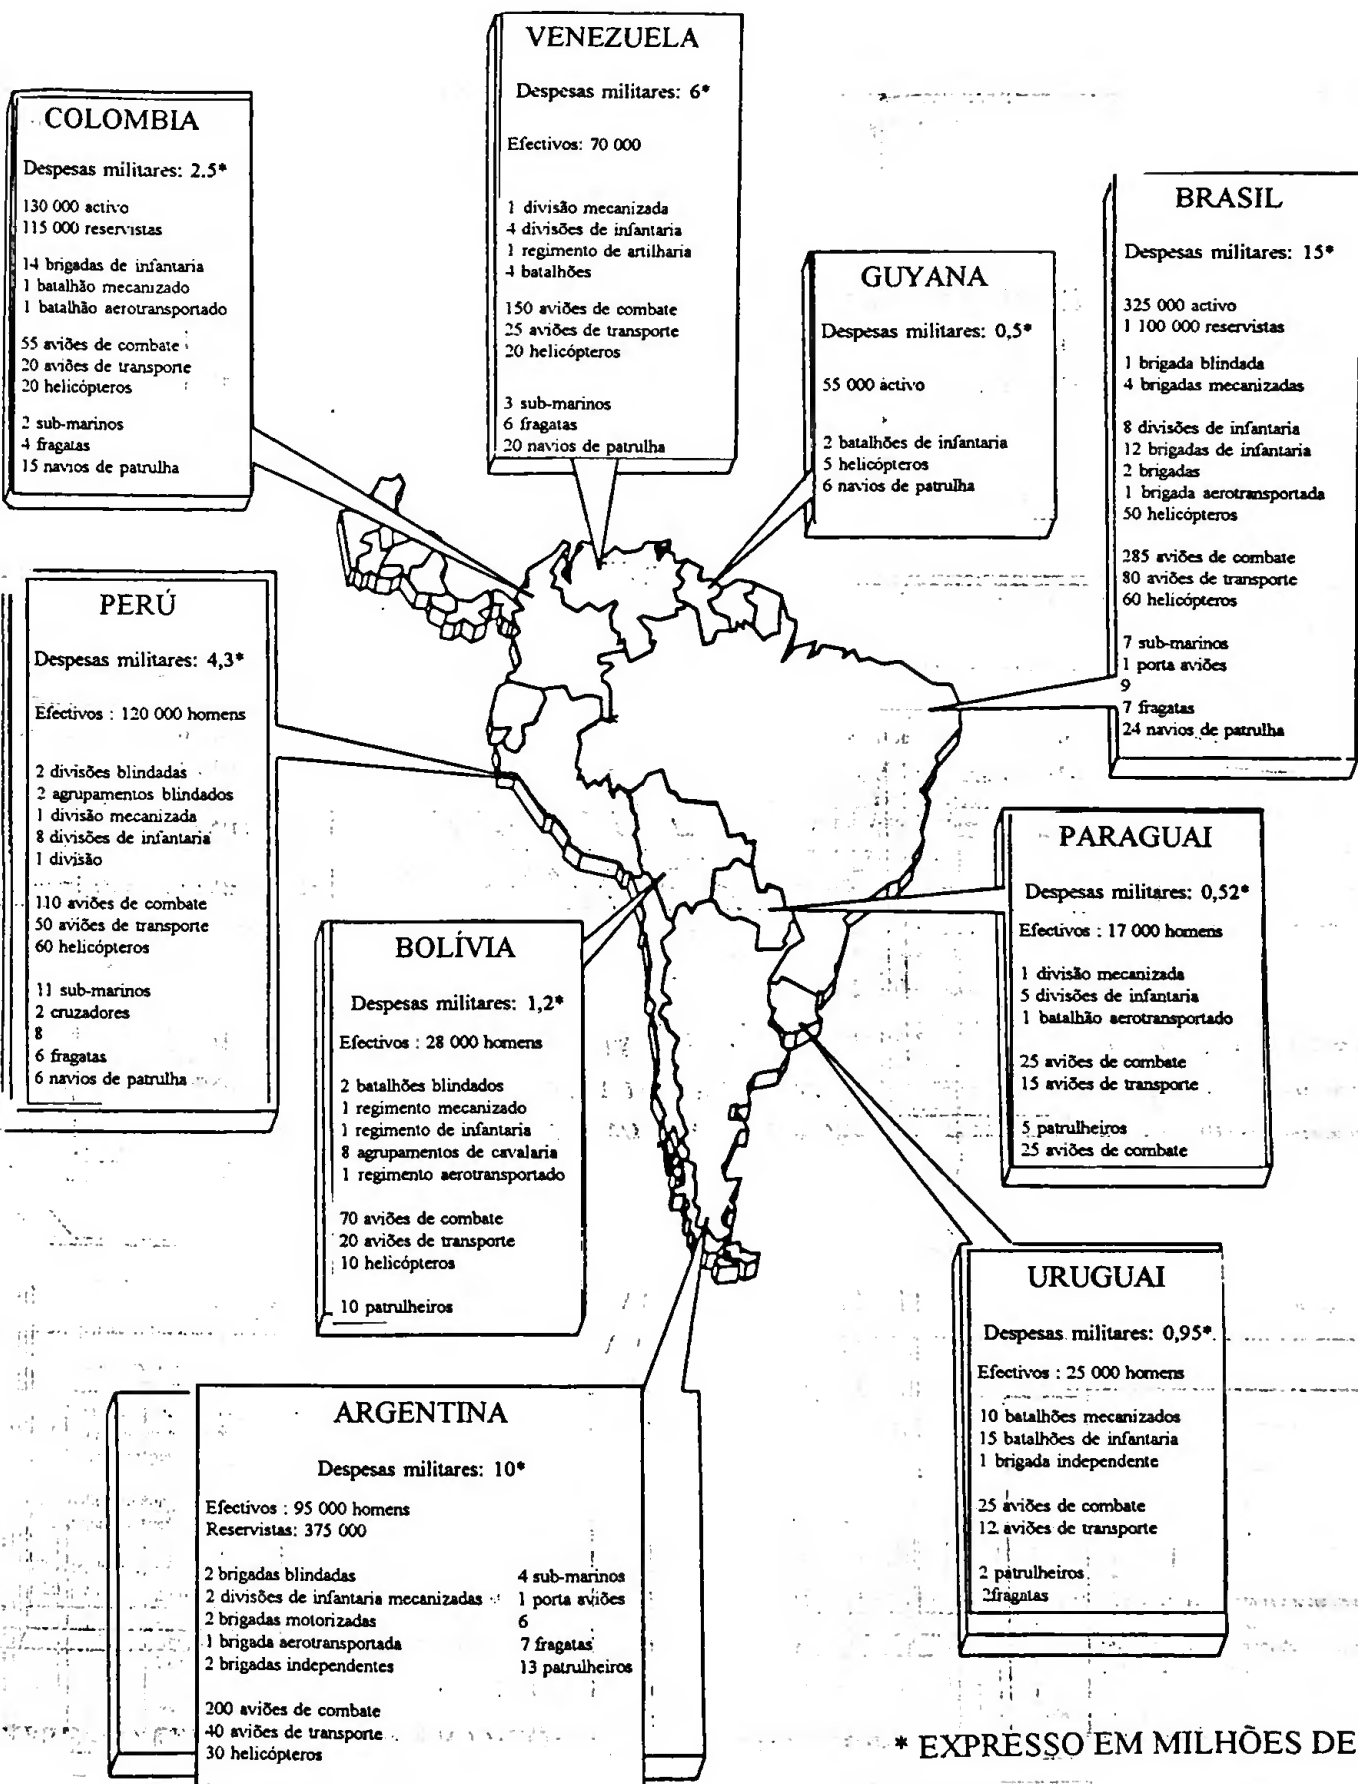 VENEZUELA
Despesas militares: 6*
Efectivos: 70 000
1 divisão mecanizada
4 divisões de infantaria
1 regimento de artilharia
4 batalhões
150 aviões de combate
25 aviões de transporte
20 helicópteros
3 sub-marinos
6 fragatas
20 navios de patrulha
COLOMBIA
Despesas militares: 2.5*
130 000 activo
115 000 reservistas
14 brigadas de infantaria
1 batalhão mecanizado
1 batalhão aerotransportado
55 aviões de combate
20 aviões de transporte
20 helicópteros
2 sub-marinos
4 fragatas
15 navios de patrulha
BRASIL
Despesas militares: 15*
325 000 activo
1 100 000 reservistas
1 brigada blindada
4 brigadas mecanizadas
8 divisões de infantaria
12 brigadas de infantaria
2 brigadas
1 brigada aerotransportada
50 helicópteros
285 aviões de combate
80 aviões de transporte
60 helicópteros
7 sub-marinos
1 porta aviões
9
7 fragatas
24 navios de patrulha
GUYANA
Despesas militares: 0,5*
55 000 activo
2 batalhões de infantaria
5 helicópteros
6 navios de patrulha
PERÚ
Despesas militares: 4,3*
Efectivos : 120 000 homens
2 divisões blindadas
2 agrupamentos blindados
1 divisão mecanizada
8 divisões de infantaria
1 divisão
110 aviões de combate
50 aviões de transporte
60 helicópteros
11 sub-marinos
2 cruzadores
8
6 fragatas
6 navios de patrulha
PARAGUAI
Despesas militares: 0,52*
Efectivos : 17 000 homens
1 divisão mecanizada
5 divisões de infantaria
1 batalhão aerotransportado
25 aviões de combate
15 aviões de transporte
5 patrulheiros
25 aviões de combate
BOLÍVIA
Despesas militares: 1,2*
Efectivos : 28 000 homens
2 batalhões blindados
1 regimento mecanizado
1 regimento de infantaria
8 agrupamentos de cavalaria
1 regimento aerotransportado
70 aviões de combate
20 aviões de transporte
10 helicópteros
10 patrulheiros
URUGUAI
Despesas militares: 0,95*
Efectivos : 25 000 homens
10 batalhões mecanizados
15 batalhões de infantaria
1 brigada independente
25 aviões de combate
12 aviões de transporte
2 patrulheiros
2fragatas
ARGENTINA
Despesas militares: 10*
Efectivos : 95 000 homens
Reservistas: 375 000
2 brigadas blindadas
2 divisões de infantaria mecanizadas
2 brigadas motorizadas
1 brigada aerotransportada
2 brigadas independentes
200 aviões de combate
40 aviões de transporte
30 helicópteros
4 sub-marinos
1 porta aviões
6
7 fragatas
13 patrulheiros
* EXPRESSO EM MILHÕES DE